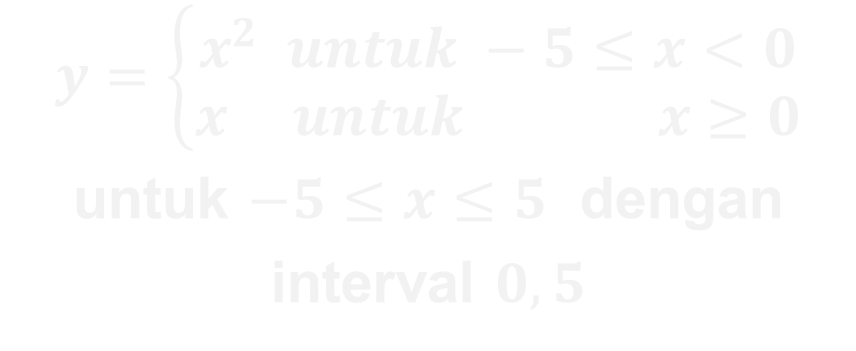 y = { x² untuk − 5 ≤ x < 0
x untuk x ≥ 0
untuk −5 ≤ x ≤ 5 dengan
interval 0, 5